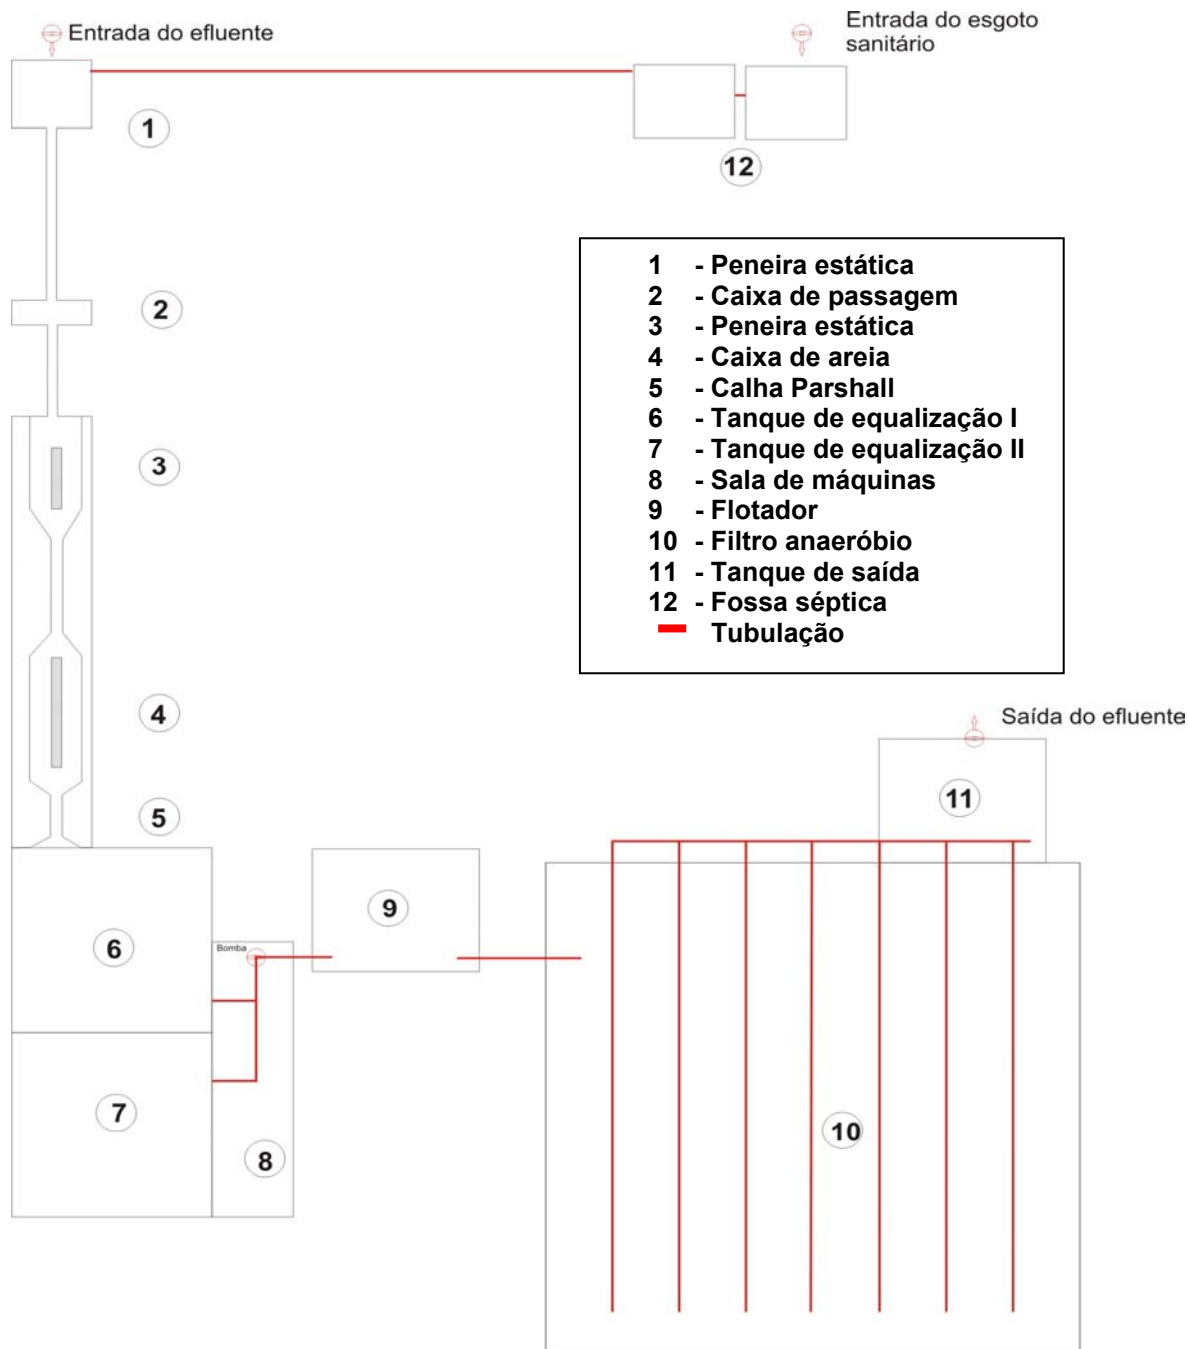 Entrada do efluente
Entrada do esgoto
sanitário
1
12
2
1 - Peneira estática
2 - Caixa de passagem
3 - Peneira estática
4 - Caixa de areia
5 - Calha Parshall
6 - Tanque de equalização I
7 - Tanque de equalização II
8 - Sala de máquinas
9 - Flotador
10 - Filtro anaeróbio
11 - Tanque de saída
12 - Fossa séptica
Tubulação
3
4
Saída do efluente
11
5
9
6
Bomba
7
8
10